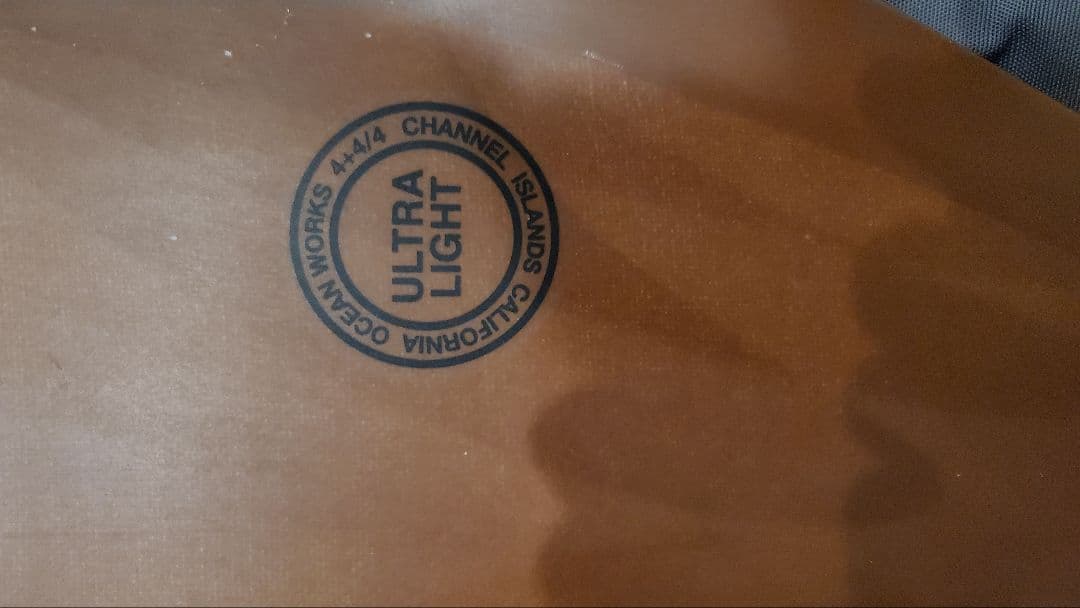 ULTRA
LIGHT
4+4/4 CHANNEL ISLANDS CALIFORNIA OCEAN WORKS